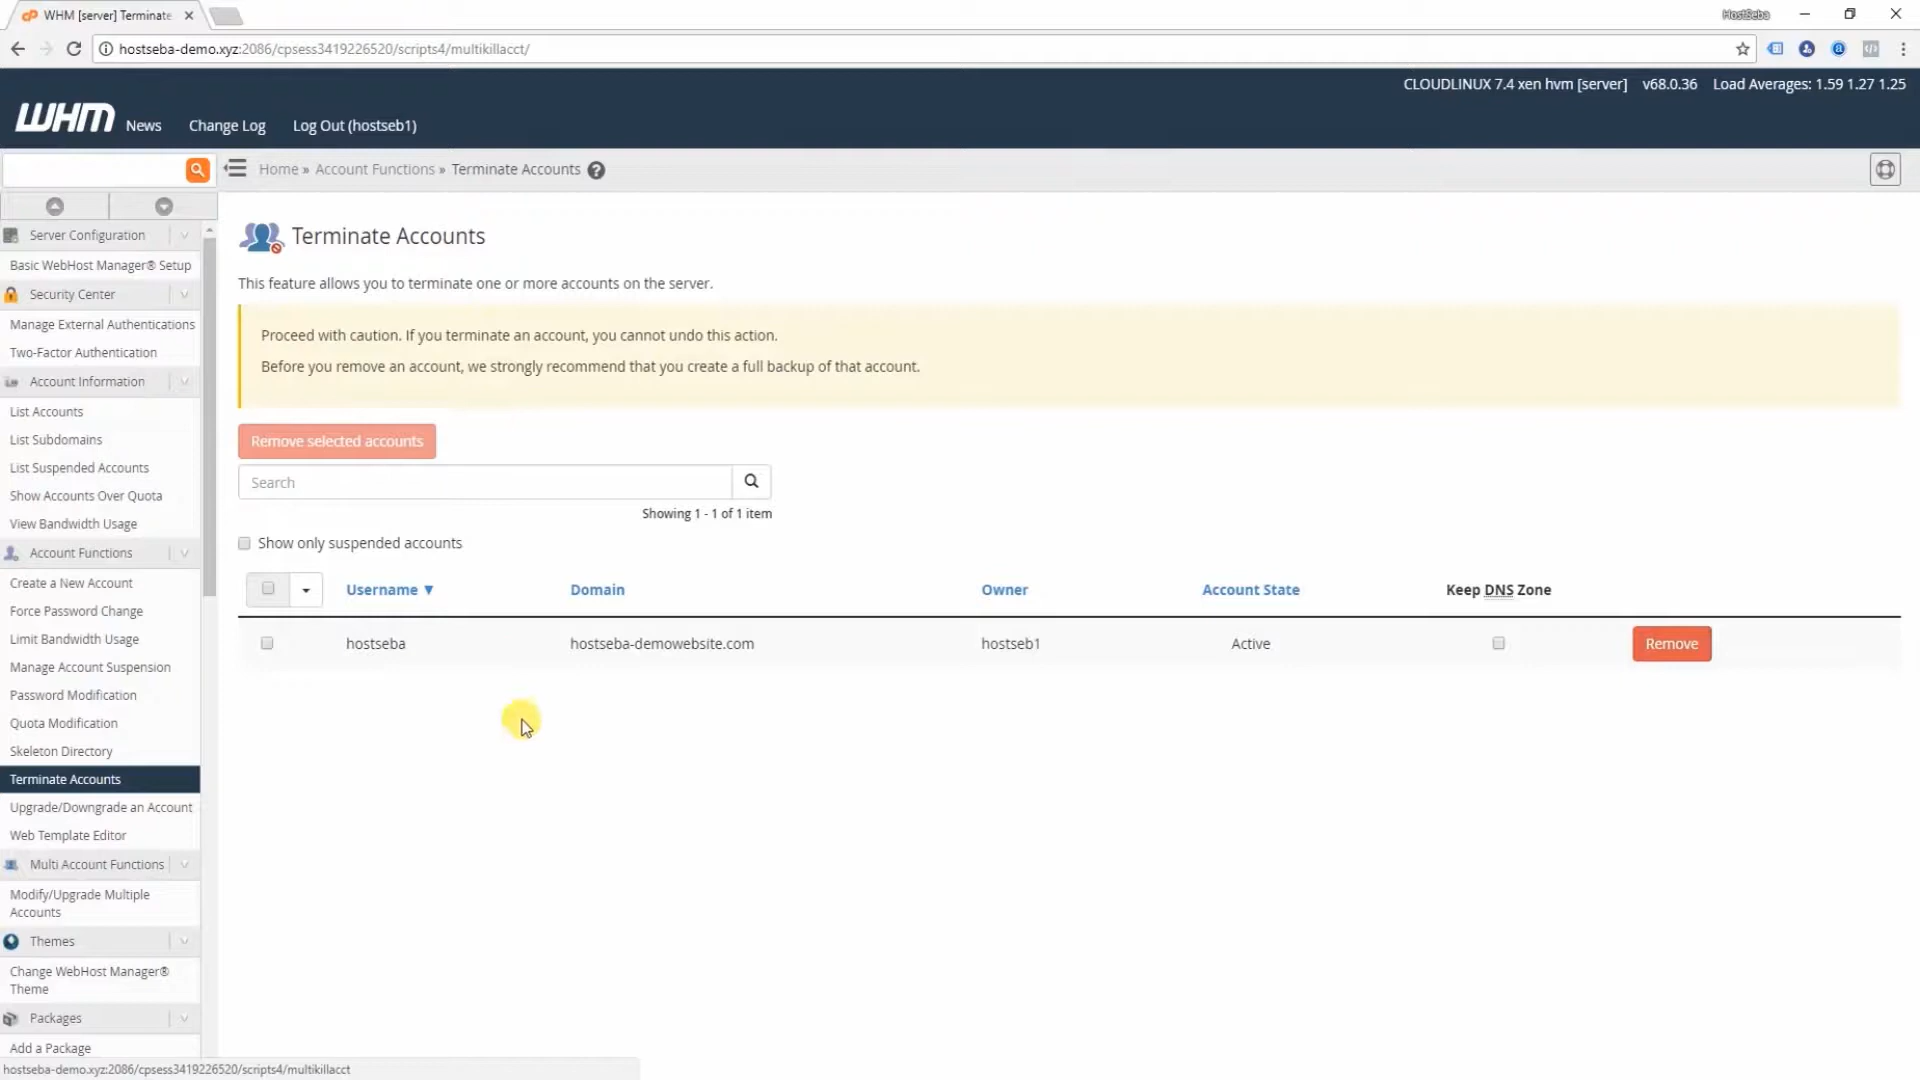 WHM [server] Terminate
HostSeba
hostseba-demo.xyz:2086/cpsess3419226520/scripts4/multikillacct/
CLOUDLINUX 7.4 xen hvm [server] v68.0.36 Load Averages: 1.59 1.27 1.25
WHM News Change Log Log Out (hostseb1)
Home » Account Functions » Terminate Accounts
Server Configuration
Basic WebHost Manager® Setup
Security Center
Manage External Authentications
Two-Factor Authentication
Account Information
List Accounts
List Subdomains
List Suspended Accounts
Show Accounts Over Quota
View Bandwidth Usage
Account Functions
Create a New Account
Force Password Change
Limit Bandwidth Usage
Manage Account Suspension
Password Modification
Quota Modification
Skeleton Directory
Terminate Accounts
Upgrade/Downgrade an Account
Web Template Editor
Multi Account Functions
Modify/Upgrade Multiple
Accounts
Themes
Change WebHost Manager®
Theme
Packages
Add a Package
Terminate Accounts
This feature allows you to terminate one or more accounts on the server.
Proceed with caution. If you terminate an account, you cannot undo this action.
Before you remove an account, we strongly recommend that you create a full backup of that account.
Remove selected accounts
Search
Showing 1 - 1 of 1 item
Show only suspended accounts
Username ▼ Domain Owner Account State Keep DNS Zone
hostseba hostseba-demowebsite.com hostseb1 Active Remove
hostseba-demo.xyz:2086/cpsess3419226520/scripts4/multikillacct